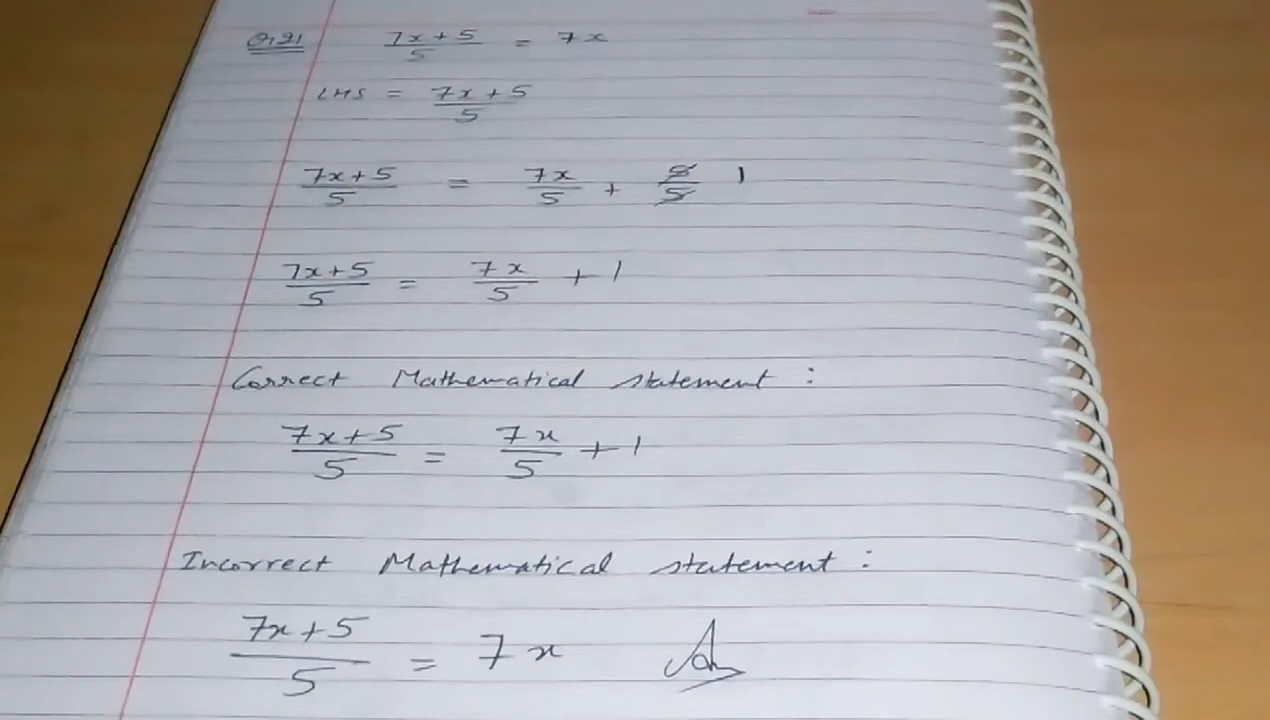 Q.21 (7x+5)/5 = 7x
LHS = (7x+5)/5
(7x+5)/5 = 7x/5 + 5/5 1
(7x+5)/5 = 7x/5 + 1
Correct Mathematical statement :
(7x+5)/5 = 7x/5 + 1
Incorrect Mathematical statement :
(7x+5)/5 = 7x Ans